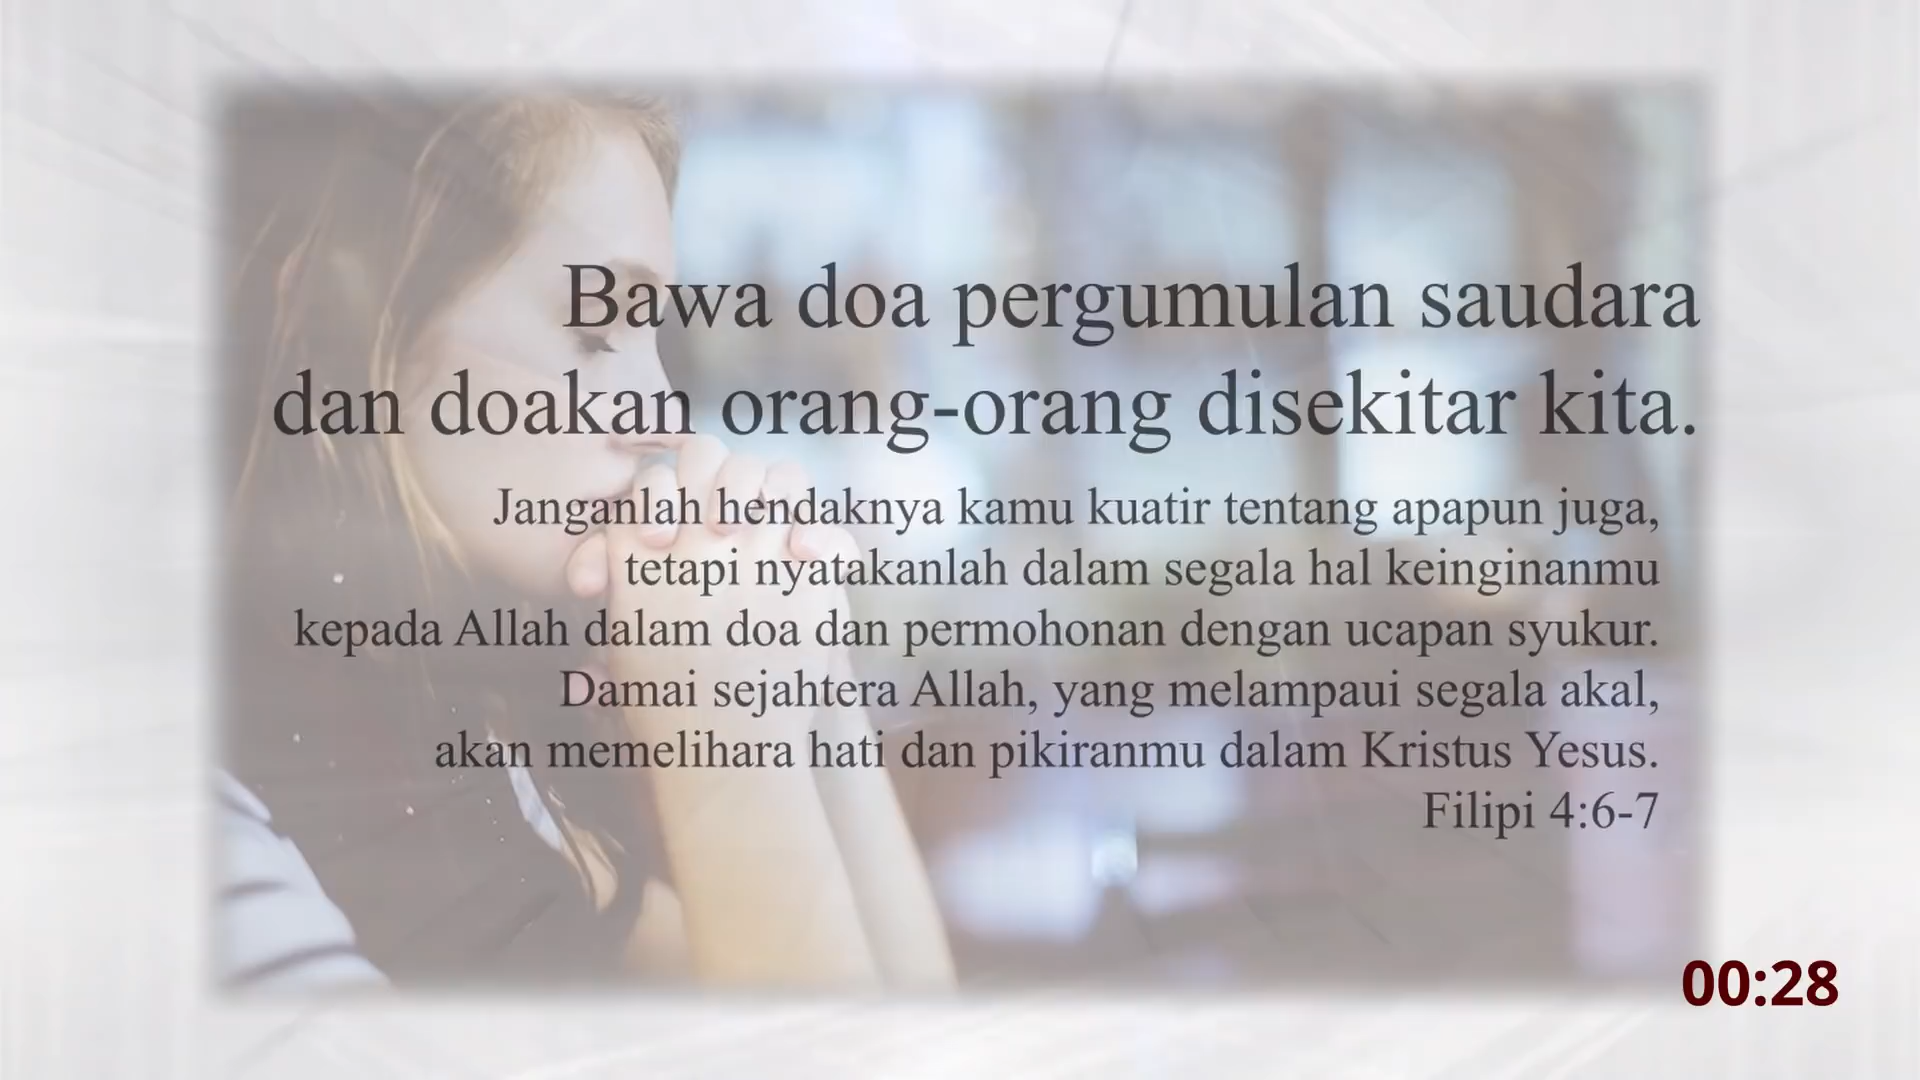 Bawa doa pergumulan saudara
dan doakan orang-orang disekitar kita.
Janganlah hendaknya kamu kuatir tentang apapun juga,
tetapi nyatakanlah dalam segala hal keinginanmu
kepada Allah dalam doa dan permohonan dengan ucapan syukur.
Damai sejahtera Allah, yang melampaui segala akal,
akan memelihara hati dan pikiranmu dalam Kristus Yesus.
Filipi 4:6-7
00:28